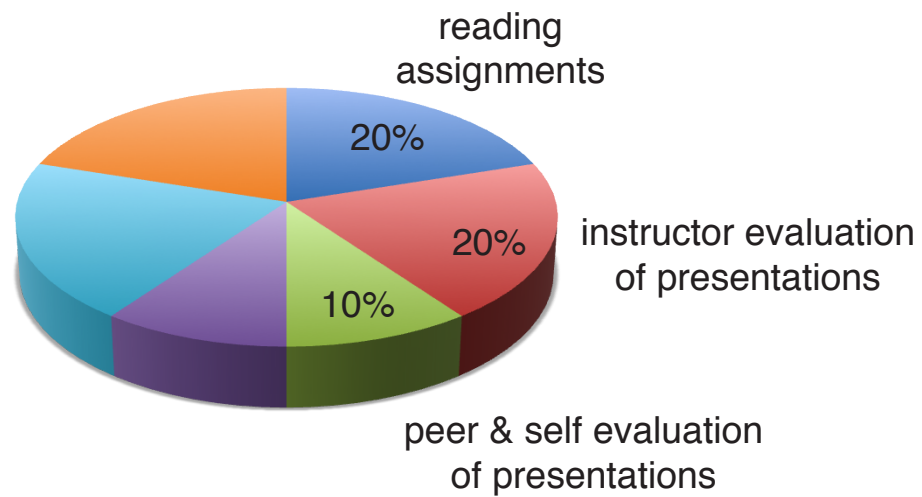 reading
assignments
20%
20%
instructor evaluation
of presentations
10%
peer & self evaluation
of presentations